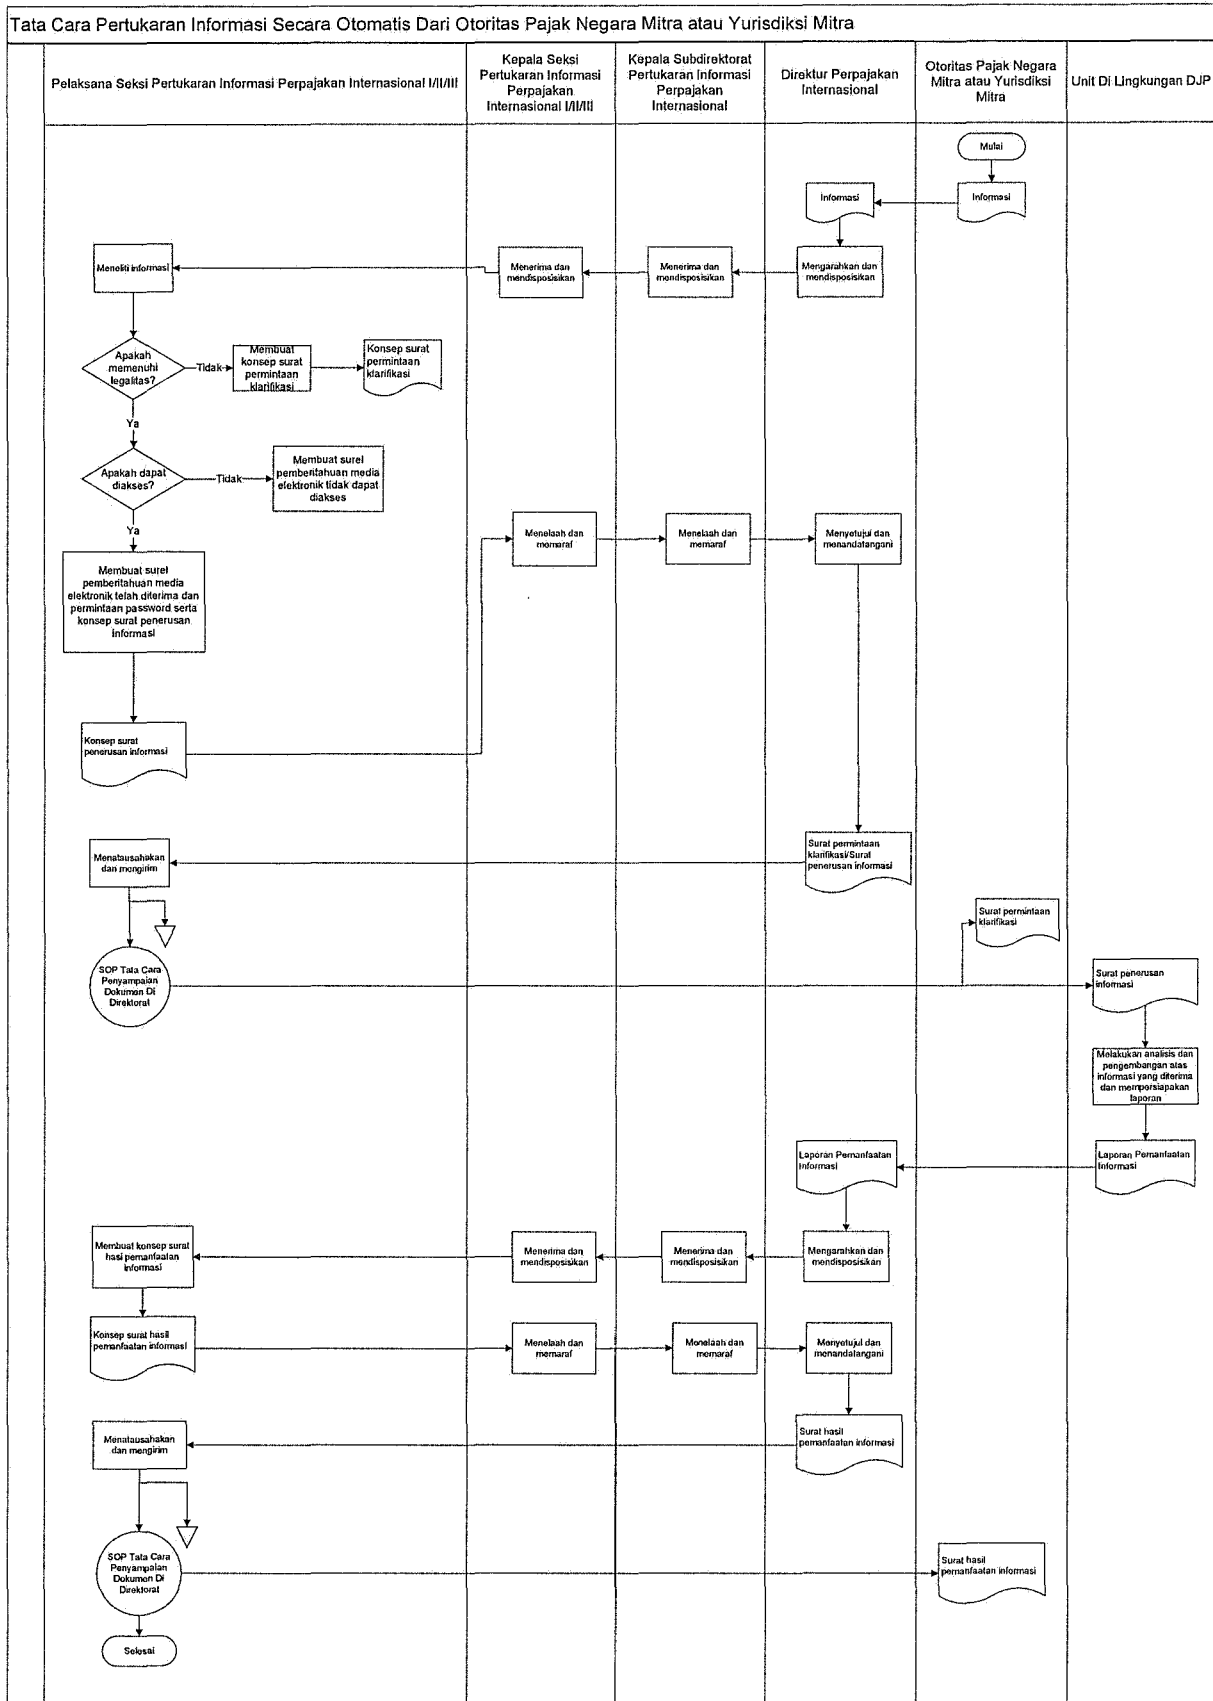 Tata Cara Pertukaran Informasi Secara Otomatis Dari Otoritas Pajak Negara Mitra atau Yurisdiksi Mitra
Pelaksana Seksi Pertukaran Informasi Perpajakan Internasional I/II/III
Kepala Seksi
Pertukaran Informasi
Perpajakan
Internasional I/II/III
Kepala Subdirektorat
Pertukaran Informasi
Perpajakan
Internasional
Direktur Perpajakan
Internasional
Otoritas Pajak Negara
Mitra atau Yurisdiksi
Mitra
Unit Di Lingkungan DJP
Mulai
Informasi
Informasi
Meneliti informasi
Menerima dan
mendisposisikan
Menerima dan
mendisposisikan
Mengarahkan dan
mendisposisikan
Apakah
memenuhi
legalitas?
Tidak
Membuat
konsep surat
permintaan
klarifikasi
Konsep surat
permintaan
klarifikasi
Ya
Apakah dapat
diakses?
Tidak
Membuat surel
pemberitahuan media
elektronik tidak dapat
diakses
Ya
Membuat surel
pemberitahuan media
elektronik telah diterima dan
permintaan password serta
konsep surat penerusan
informasi
Menelaah dan
memaraf
Menelaah dan
memaraf
Menyetujui dan
menandatangani
Konsep surat
penerusan informasi
Menatausahakan
dan mengirim
Surat permintaan
klarifikasi/Surat
penerusan informasi
Surat permintaan
klarifikasi
SOP Tata Cara
Penyampaian
Dokumen Di
Direktorat
Surat penerusan
informasi
Melakukan analisis dan
pengembangan atas
informasi yang diterima
dan mempersiapakan
laporan
Laporan Pemanfaatan
Informasi
Laporan Pemanfaatan
Informasi
Membuat konsep surat
hasi pemanfaatan
informasi
Menerima dan
mendisposisikan
Menerima dan
mendisposisikan
Mengarahkan dan
mendisposisikan
Konsep surat hasil
pemanfaatan informasi
Menelaah dan
memaraf
Menelaah dan
memaraf
Menyetujui dan
menandatangani
Menatausahakan
dan mengirim
Surat hasil
pemanfaatan informasi
SOP Tata Cara
Penyampaian
Dokumen Di
Direktorat
Surat hasil
pemanfaatan informasi
Selesai